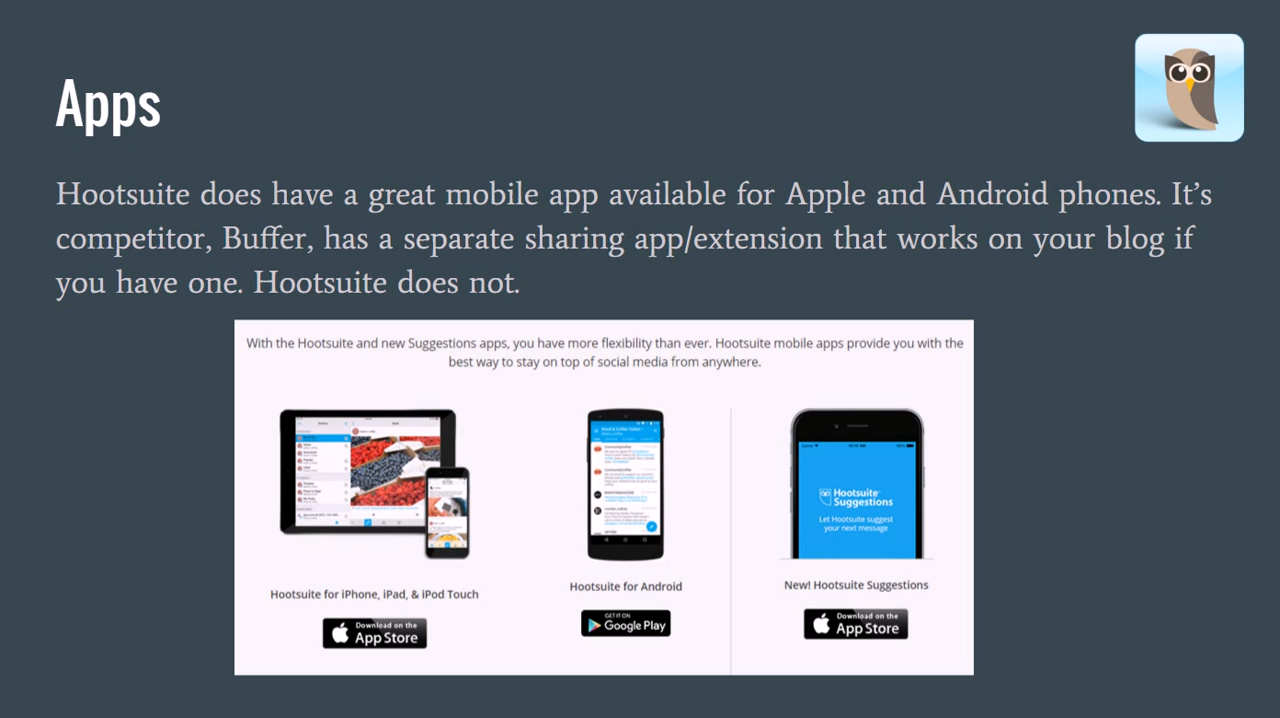 Apps
Hootsuite does have a great mobile app available for Apple and Android phones. It’s
competitor, Buffer, has a separate sharing app/extension that works on your blog if
you have one. Hootsuite does not.
With the Hootsuite and new Suggestions apps, you have more flexibility than ever. Hootsuite mobile apps provide you with the
best way to stay on top of social media from anywhere.
Hootsuite
Suggestions
Let Hootsuite suggest
your next message
Hootsuite for iPhone, iPad, & iPod Touch
Download on the
App Store
Hootsuite for Android
GET IT ON
Google Play
New! Hootsuite Suggestions
Download on the
App Store